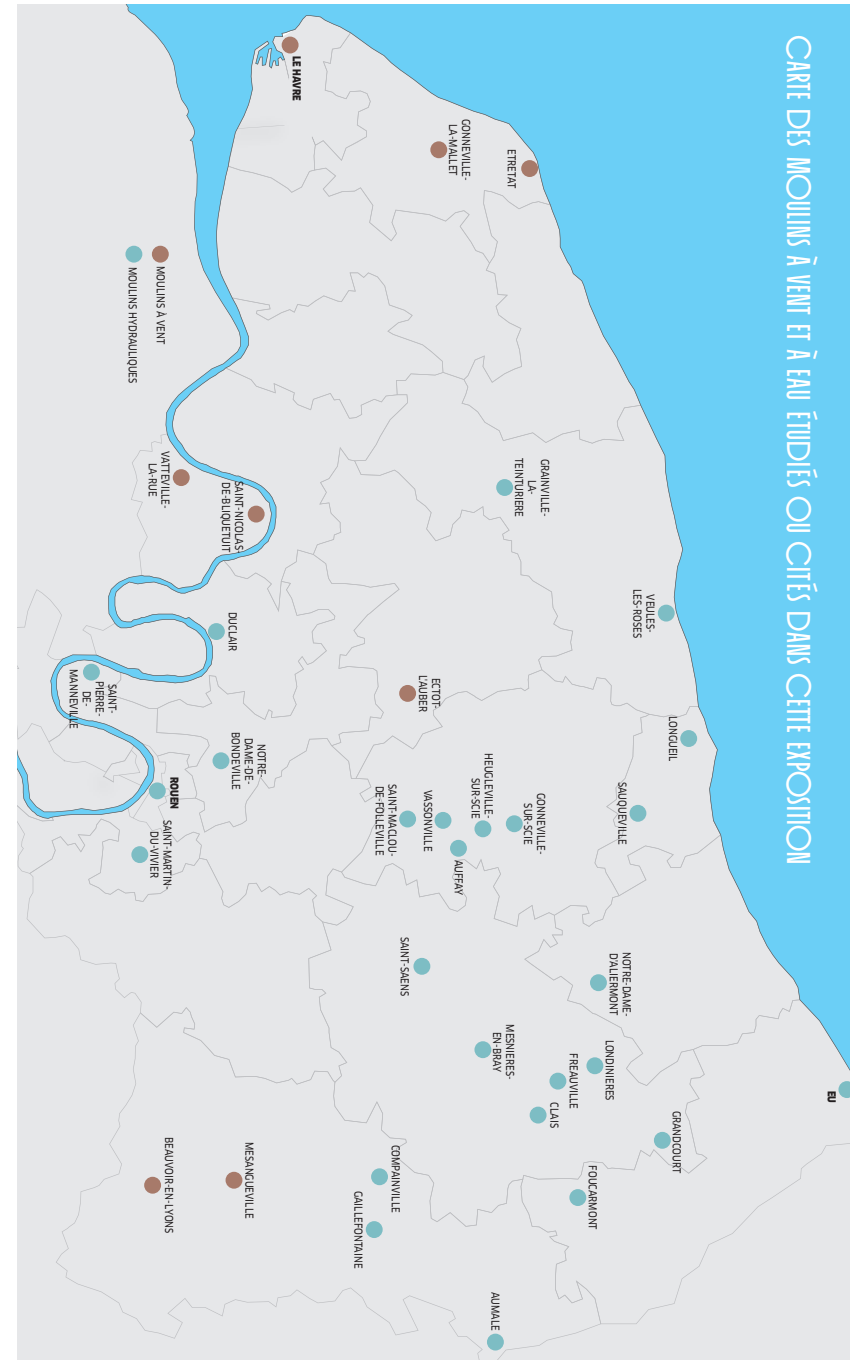 CARTE DES MOULINS À VENT ET À EAU ÉTUDIÉS OU CITÉS DANS CETTE EXPOSITION
EU
LONGUEIL
VEULES-
LES-ROSES
GRANDCOURT
SAUQUEVILLE
NOTRE-DAME-
D'ALIERMONT
LONDINIERES
FOUCARMONT
FREAUVILLE
CLAIS
ETRETAT
GRAINVILLE-
LA-
TEINTURIERE
GONNEVILLE-
SUR-SCIE
MESNIERES-
EN-BRAY
AUMALE
HEUGLEVILLE-
SUR-SCIE
GONNEVILLE-
LA-MALLET
AUFFAY
VASSONVILLE
ECTOT-
L'AUBER
SAINT-SAENS
SAINT-MACLOU-
DE-FOLLEVILLE
COMPAINVILLE
GAILLEFONTAINE
LE HAVRE
SAINT-NICOLAS-
DE-BLIQUETUIT
DUCLAIR
NOTRE-
DAME-DE-
BONDEVILLE
MESANGUEVILLE
VATTEVILLE-
LA-RUE
ROUEN
SAINT-MARTIN-
DU-VIVIER
BEAUVOIR-EN-LYONS
SAINT-
PIERRE-
DE-
MANNEVILLE
MOULINS À VENT
MOULINS HYDRAULIQUES